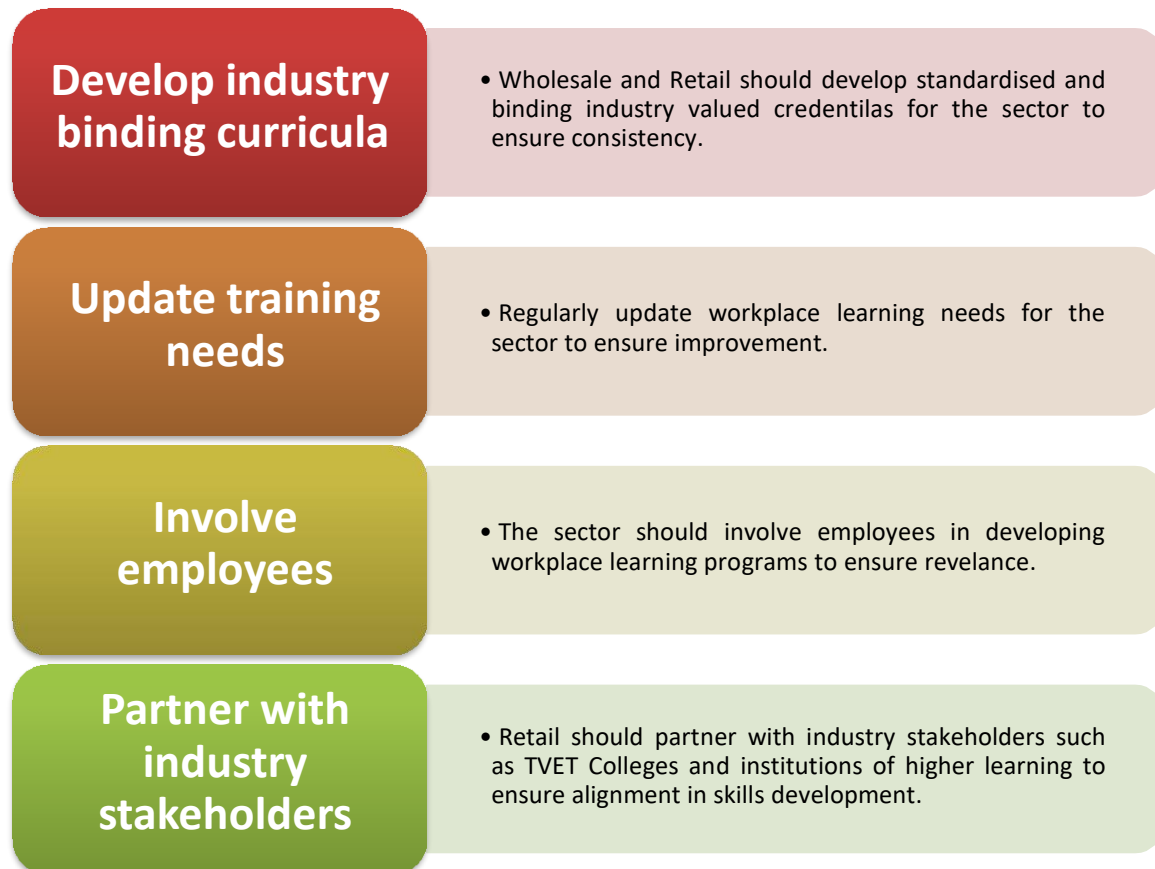 Develop industry
binding curricula
• Wholesale and Retail should develop standardised and
binding industry valued credentilas for the sector to
ensure consistency.
Update training
needs
• Regularly update workplace learning needs for the
sector to ensure improvement.
Involve
employees
• The sector should involve employees in developing
workplace learning programs to ensure revelance.
Partner with
industry
stakeholders
• Retail should partner with industry stakeholders such
as TVET Colleges and institutions of higher learning to
ensure alignment in skills development.